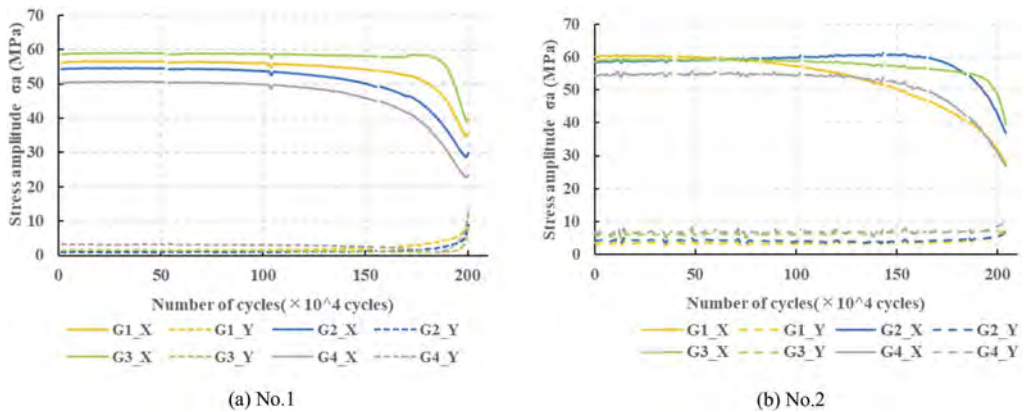 70
60
50
40
30
20
10
0
0 50 100 150 200
Stress amplitude σa (MPa)
Number of cycles(×10^4 cycles)
G1_X G1_Y G2_X G2_Y
G3_X G3_Y G4_X G4_Y
(a) No.1
70
60
50
40
30
20
10
0
0 50 100 150 200
Stress amplitude σa (MPa)
Number of cycles(×10^4 cycles)
G1_X G1_Y G2_X G2_Y
G3_X G3_Y G4_X G4_Y
(b) No.2